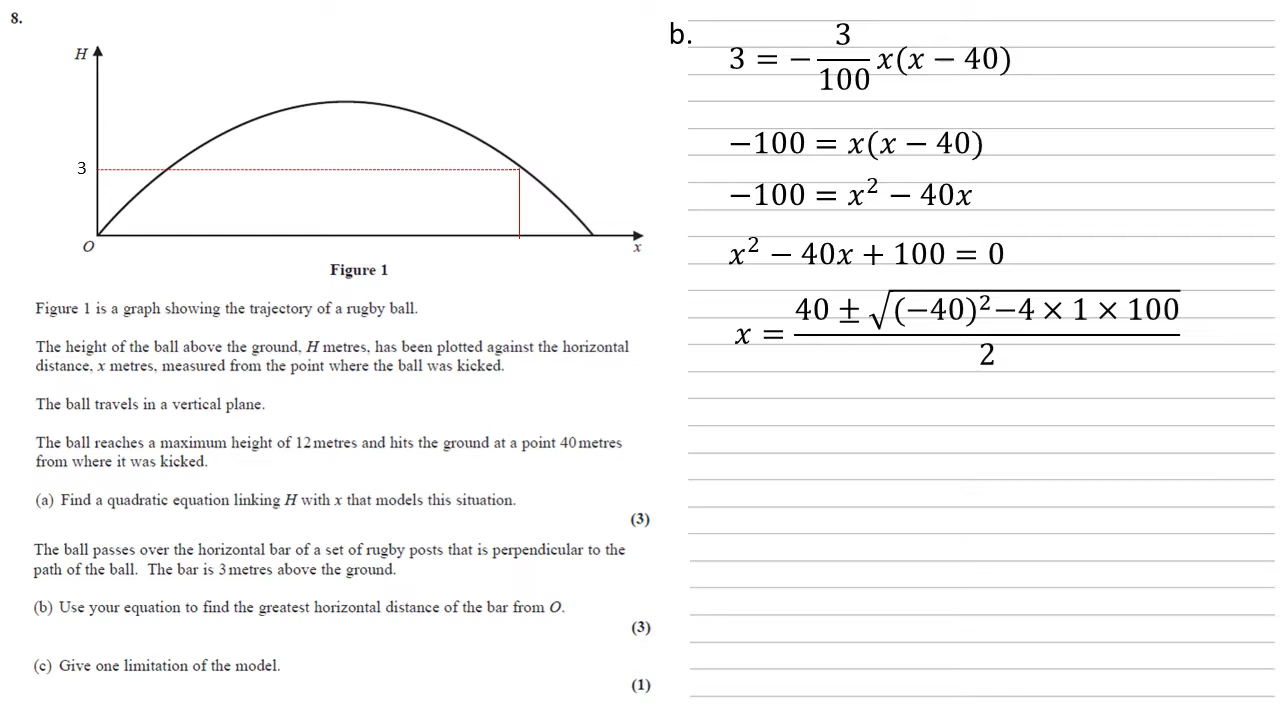 8.
H
3
O
x
Figure 1
Figure 1 is a graph showing the trajectory of a rugby ball.
The height of the ball above the ground, H metres, has been plotted against the horizontal
distance, x metres, measured from the point where the ball was kicked.
The ball travels in a vertical plane.
The ball reaches a maximum height of 12 metres and hits the ground at a point 40 metres
from where it was kicked.
(a) Find a quadratic equation linking H with x that models this situation.
(3)
The ball passes over the horizontal bar of a set of rugby posts that is perpendicular to the
path of the ball. The bar is 3 metres above the ground.
(b) Use your equation to find the greatest horizontal distance of the bar from O.
(3)
(c) Give one limitation of the model.
(1)
b.
3 = −3/100 x(x − 40)
−100 = x(x − 40)
−100 = x² − 40x
x² − 40x + 100 = 0
x = (40 ± √((−40)² −4 × 1 × 100))/2